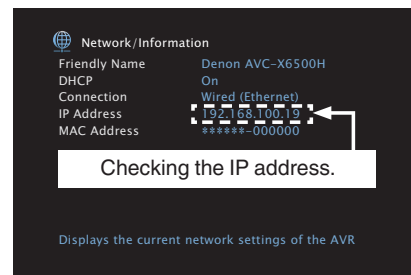 Network/Information
Friendly Name Denon AVC-X6500H
DHCP On
Connection Wired (Ethernet)
IP Address 192.168.100.19
MAC Address ******-000000
Checking the IP address.
Displays the current network settings of the AVR